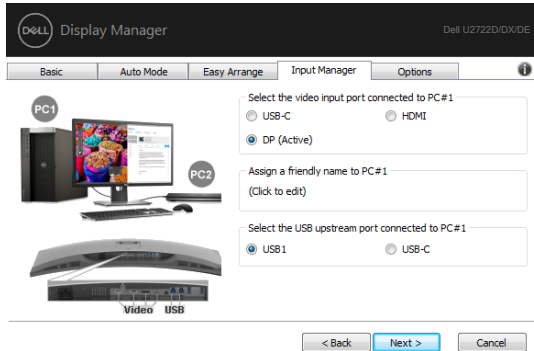 DELL Display Manager
Dell U2722D/DX/DE
Basic Auto Mode Easy Arrange Input Manager Options
PC1
PC2
Video USB
Select the video input port connected to PC#1
USB-C HDMI
DP (Active)
Assign a friendly name to PC#1
(Click to edit)
Select the USB upstream port connected to PC#1
USB1 USB-C
< Back Next > Cancel